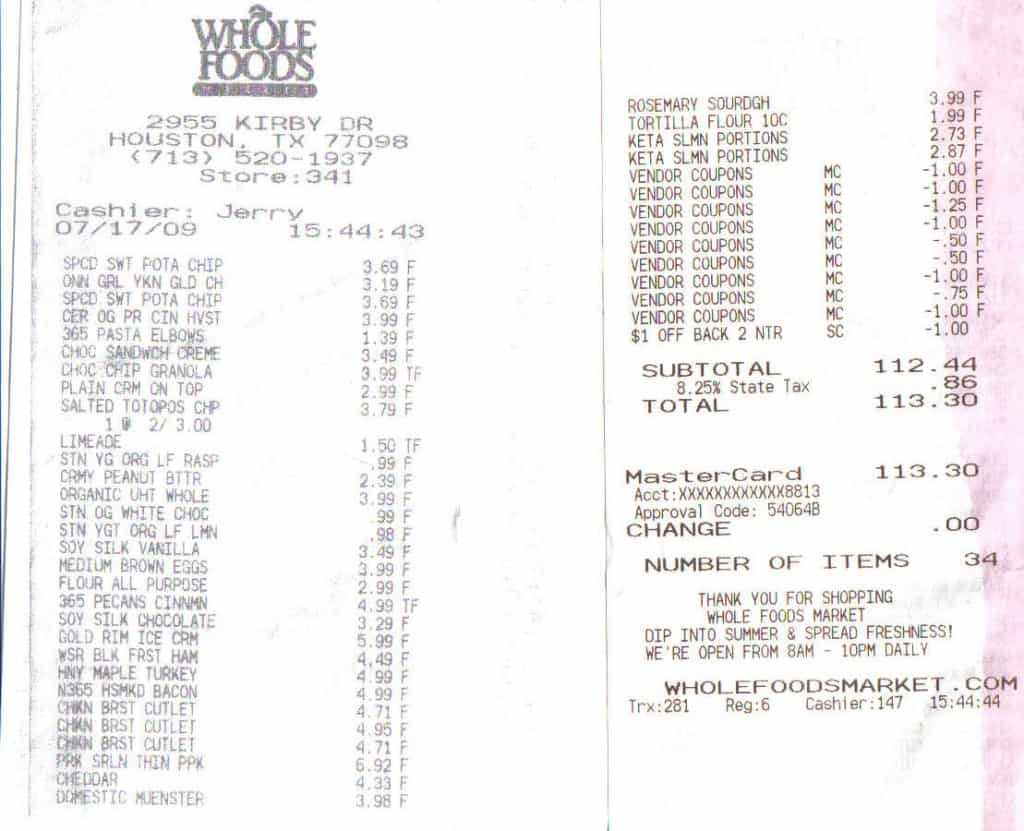 WHOLE
FOODS
MARKET
2955 KIRBY DR
HOUSTON, TX 77098
(713) 520-1937
Store:341
Cashier: Jerry
07/17/09 15:44:43
SPCD SWT POTA CHIP 3.69 F
ONN GRL YKN GLD CH 3.19 F
SPCD SWT POTA CHIP 3.69 F
CER OG PR CIN HVST 3.99 F
365 PASTA ELBOWS 1.39 F
CHOC SANDWCH CREME 3.49 F
CHOC CHIP GRANOLA 3.99 TF
PLAIN CRM ON TOP 2.99 F
SALTED TOTOPOS CHP 3.79 F
1 @ 2/ 3.00
LIMEADE 1.50 TF
STN YG ORG LF RASP .99 F
CRMY PEANUT BTTR 2.39 F
ORGANIC UHT WHOLE 3.99 F
STN OG WHITE CHOC .99 F
STN YGT ORG LF LMN .98 F
SOY SILK VANILLA 3.49 F
MEDIUM BROWN EGGS 3.99 F
FLOUR ALL PURPOSE 2.99 F
365 PECANS CINNMN 4.99 TF
SOY SILK CHOCOLATE 3.29 F
GOLD RIM ICE CRM 5.99 F
WSR BLK FRST HAM 4.49 F
HNY MAPLE TURKEY 4.99 F
N365 HSMKD BACON 4.99 F
CHKN BRST CUTLET 4.71 F
CHKN BRST CUTLET 4.95 F
CHKN BRST CUTLET 4.71 F
PRK SRLN THIN PPK 6.92 F
CHEDDAR 4.33 F
DOMESTIC MUENSTER 3.98 F
ROSEMARY SOURDGH 3.99 F
TORTILLA FLOUR 10C 1.99 F
KETA SLMN PORTIONS 2.73 F
KETA SLMN PORTIONS 2.87 F
VENDOR COUPONS MC -1.00 F
VENDOR COUPONS MC -1.00 F
VENDOR COUPONS MC -1.25 F
VENDOR COUPONS MC -1.00 F
VENDOR COUPONS MC -.50 F
VENDOR COUPONS MC -.50 F
VENDOR COUPONS MC -1.00 F
VENDOR COUPONS MC -.75 F
VENDOR COUPONS MC -1.00 F
$1 OFF BACK 2 NTR SC -1.00
SUBTOTAL 112.44
8.25% State Tax .86
TOTAL 113.30
MasterCard 113.30
Acct:XXXXXXXXXXXX8813
Approval Code: 54064B
CHANGE .00
NUMBER OF ITEMS 34
THANK YOU FOR SHOPPING
WHOLE FOODS MARKET
DIP INTO SUMMER & SPREAD FRESHNESS!
WE'RE OPEN FROM 8AM - 10PM DAILY
WHOLEFOODSMARKET.COM
Trx:281 Reg:6 Cashier:147 15:44:44